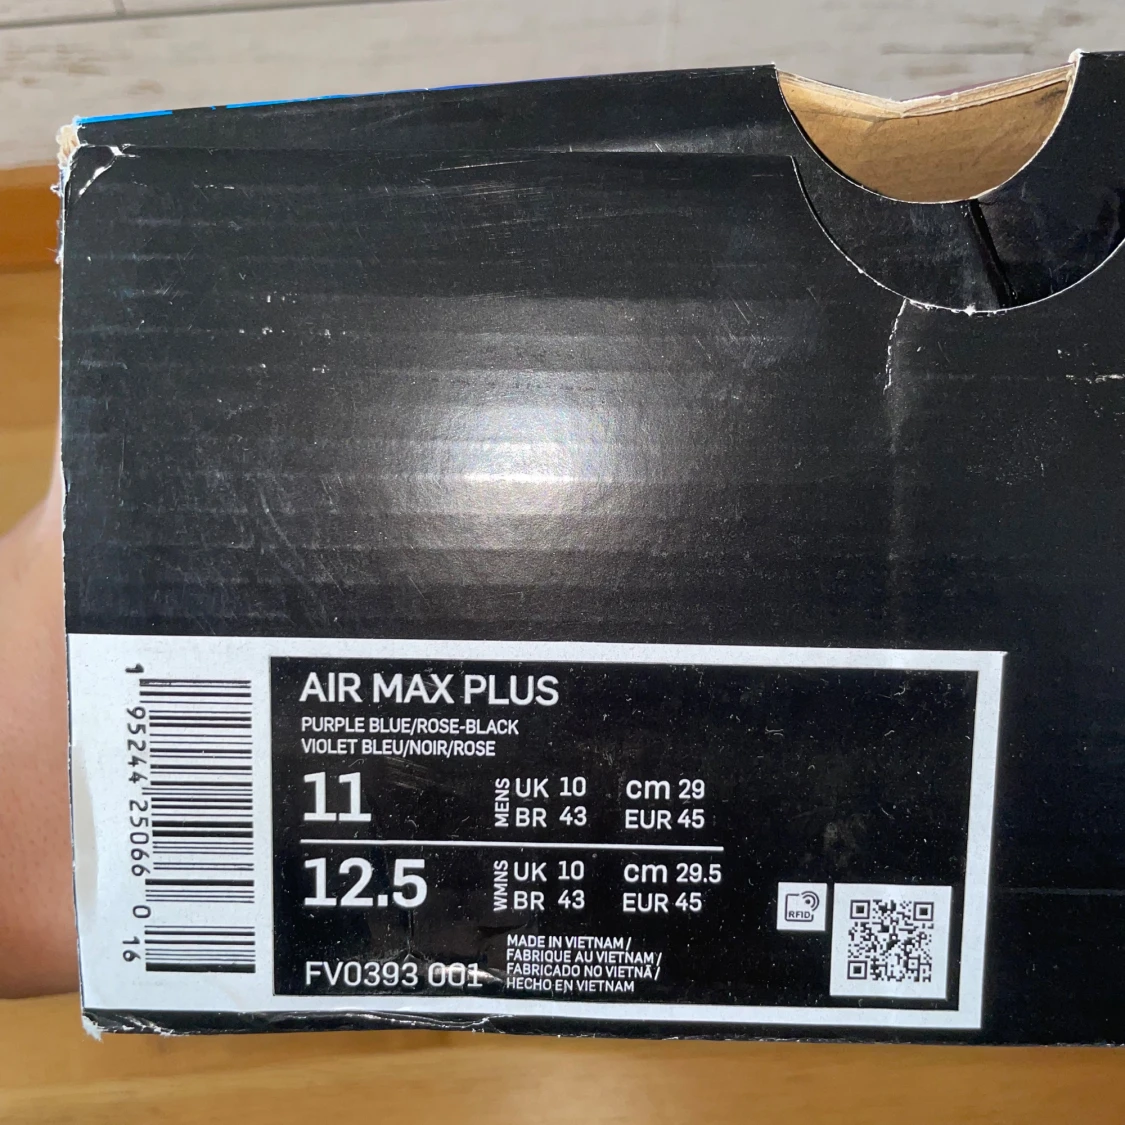 AIR MAX PLUS
PURPLE BLUE/ROSE-BLACK
VIOLET BLEU/NOIR/ROSE
11
MENS
UK 10 cm 29
BR 43 EUR 45
12.5
WMNS
UK 10 cm 29.5
BR 43 EUR 45
FV0393 001
MADE IN VIETNAM/
FABRIQUE AU VIETNAM/
FABRICADO NO VIETNÃ/
HECHO EN VIETNAM
RFID
1 95244 25066 0 16